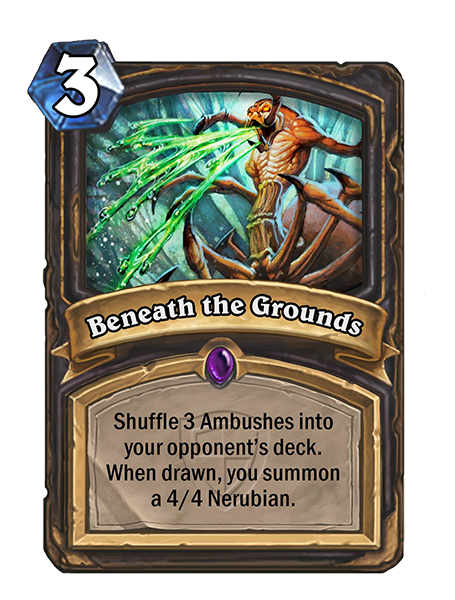 3
Beneath the Grounds
Shuffle 3 Ambushes into
your opponent's deck.
When drawn, you summon
a 4/4 Nerubian.